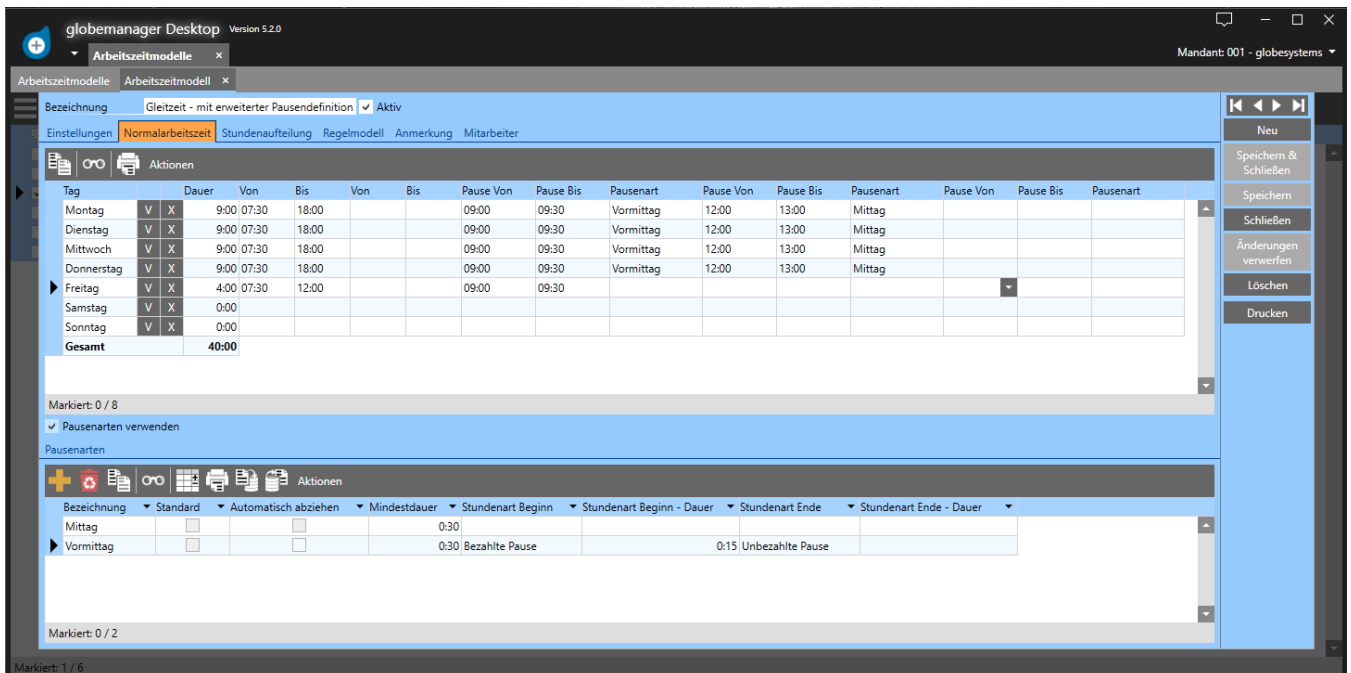 globemanager Desktop Version 5.2.0
Arbeitszeitmodelle × Mandant: 001 - globesystems
Arbeitszeitmodelle Arbeitszeitmodell ×
Bezeichnung Gleitzeit - mit erweiterter Pausendefinition Aktiv
Einstellungen Normalarbeitszeit Stundenaufteilung Regelmodell Anmerkung Mitarbeiter
Aktionen
Tag Dauer Von Bis Von Bis Pause Von Pause Bis Pausenart Pause Von Pause Bis Pausenart Pause Von Pause Bis Pausenart
Montag V X 9:00 07:30 18:00 09:00 09:30 Vormittag 12:00 13:00 Mittag
Dienstag V X 9:00 07:30 18:00 09:00 09:30 Vormittag 12:00 13:00 Mittag
Mittwoch V X 9:00 07:30 18:00 09:00 09:30 Vormittag 12:00 13:00 Mittag
Donnerstag V X 9:00 07:30 18:00 09:00 09:30 Vormittag 12:00 13:00 Mittag
Freitag V X 4:00 07:30 12:00 09:00 09:30
Samstag V X 0:00
Sonntag V X 0:00
Gesamt 40:00
Markiert: 0 / 8
Pausenarten verwenden
Pausenarten
Aktionen
Bezeichnung Standard Automatisch abziehen Mindestdauer Stundenart Beginn Stundenart Beginn - Dauer Stundenart Ende Stundenart Ende - Dauer
Mittag 0:30
Vormittag 0:30 Bezahlte Pause 0:15 Unbezahlte Pause
Markiert: 0 / 2
Neu
Speichern &
Schließen
Speichern
Schließen
Änderungen
verwerfen
Löschen
Drucken
Markiert: 1 / 6